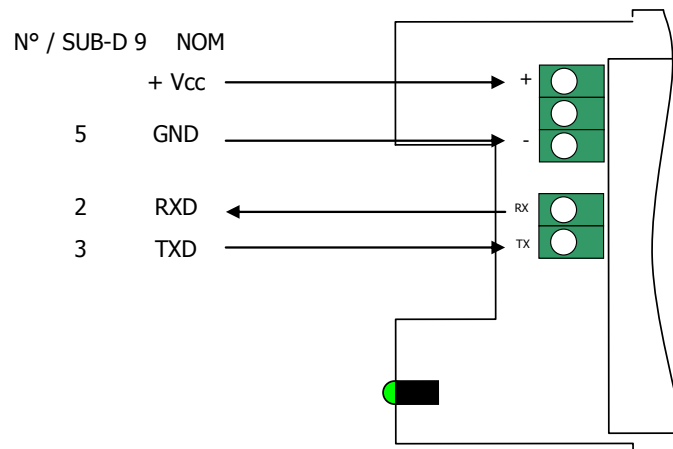 N° / SUB-D 9 NOM
+ Vcc +
5 GND -
2 RXD RX
3 TXD TX